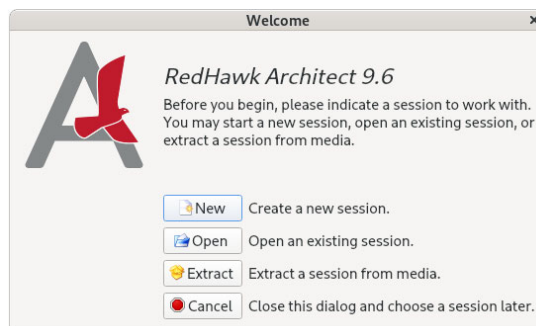 Welcome
RedHawk Architect 9.6
Before you begin, please indicate a session to work with.
You may start a new session, open an existing session, or
extract a session from media.
New Create a new session.
Open Open an existing session.
Extract Extract a session from media.
Cancel Close this dialog and choose a session later.